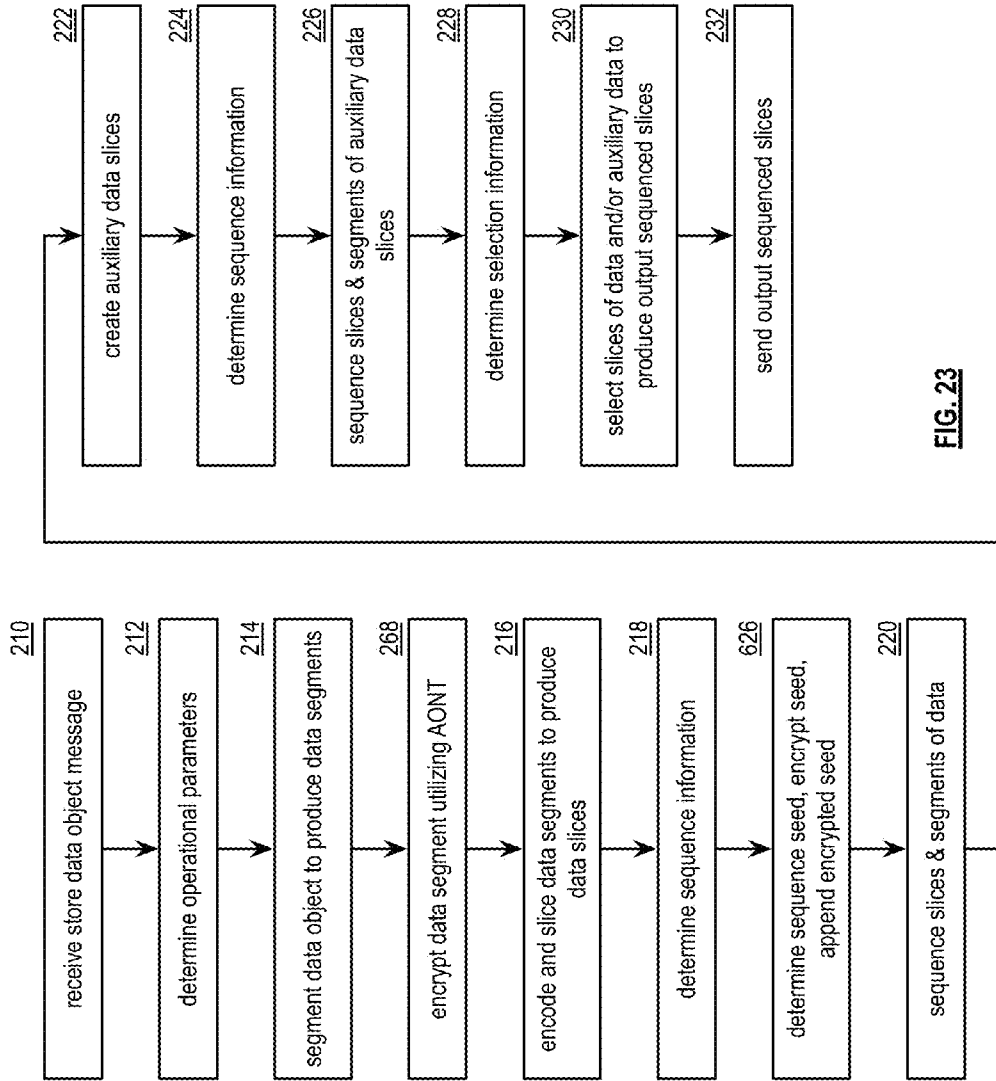 210
receive store data object message
212
determine operational parameters
214
segment data object to produce data segments
268
encrypt data segment utilizing AONT
216
encode and slice data segments to produce
data slices
218
determine sequence information
626
determine sequence seed, encrypt seed,
append encrypted seed
220
sequence slices & segments of data
222
create auxiliary data slices
224
determine sequence information
226
sequence slices & segments of auxiliary data
slices
228
determine selection information
230
select slices of data and/or auxiliary data to
produce output sequenced slices
232
send output sequenced slices
FIG. 23